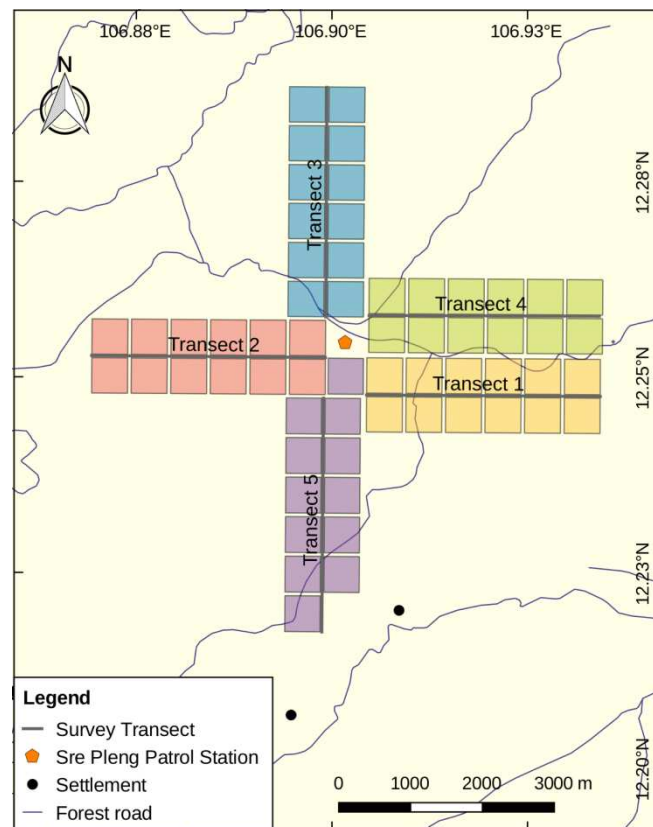 106.88°E 106.90°E 106.93°E
N
12.28°N
Transect 3
Transect 4
Transect 2
12.25°N
Transect 1
Transect 5
12.23°N
Legend
Survey Transect
Sre Pleng Patrol Station
Settlement
Forest road
0 1000 2000 3000 m
12.20°N